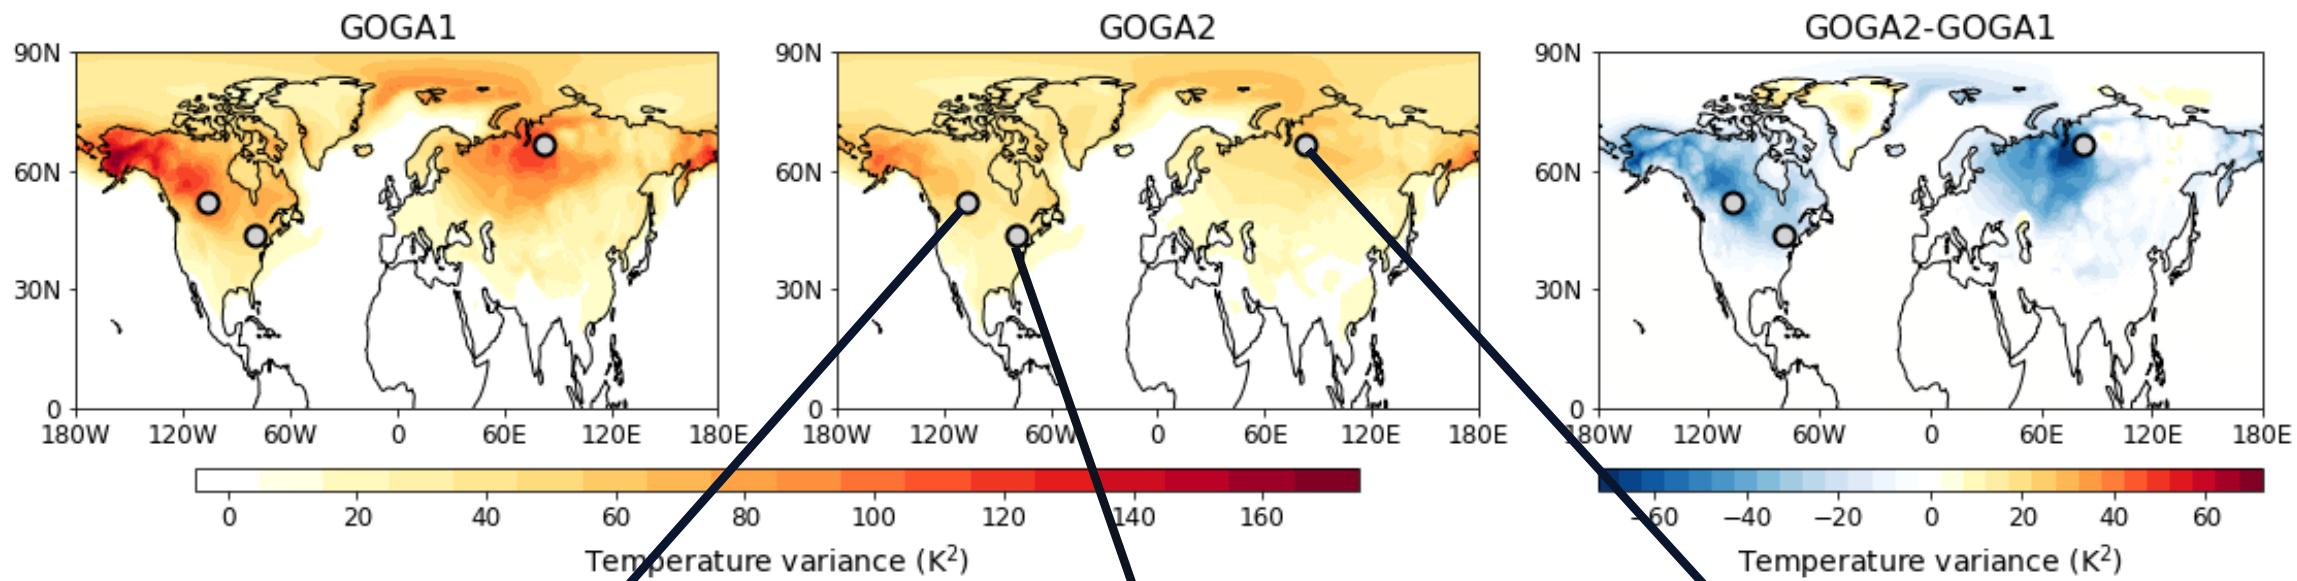 GOGA1 GOGA2 GOGA2-GOGA1
90N 90N 90N
60N 60N 60N
30N 30N 30N
0 0 0
180W 120W 60W 0 60E 120E 180E 180W 120W 60W 0 60E 120E 180E 180W 120W 60W 0 60E 120E 180E
0 20 40 60 80 100 120 140 160 −60 −40 −20 0 20 40 60
Temperature variance (K²) Temperature variance (K²)